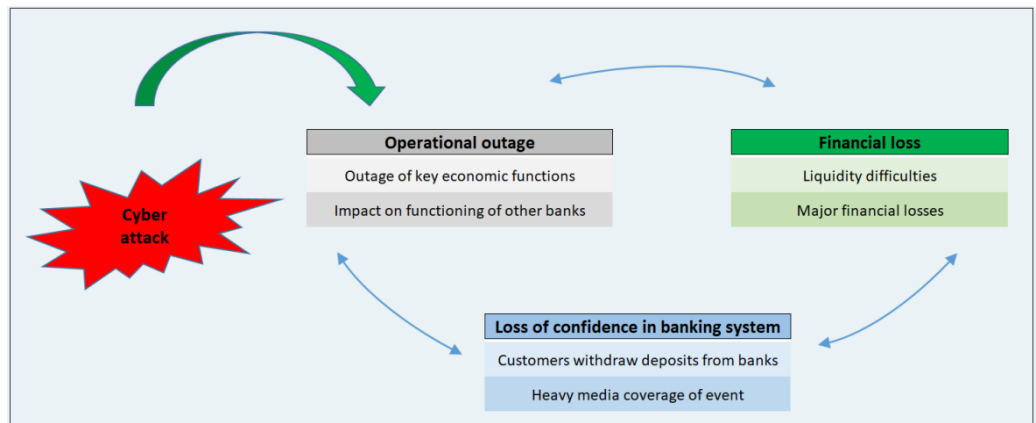 Cyber
attack
Operational outage
Outage of key economic functions
Impact on functioning of other banks
Financial loss
Liquidity difficulties
Major financial losses
Loss of confidence in banking system
Customers withdraw deposits from banks
Heavy media coverage of event